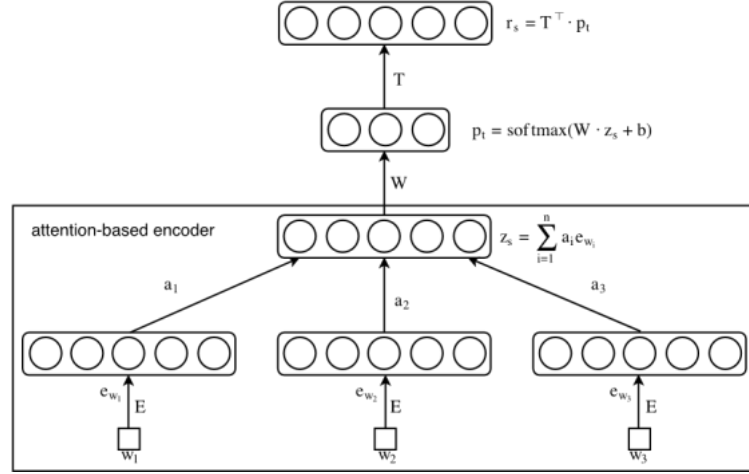 r_s = T^⊤ · p_t
T
p_t = softmax(W · z_s + b)
W
attention-based encoder
z_s = \sum_{i=1}^{n} a_i e_{w_i}
a_1
a_2
a_3
e_{w_1} E
e_{w_2} E
e_{w_3} E
w_1
w_2
w_3